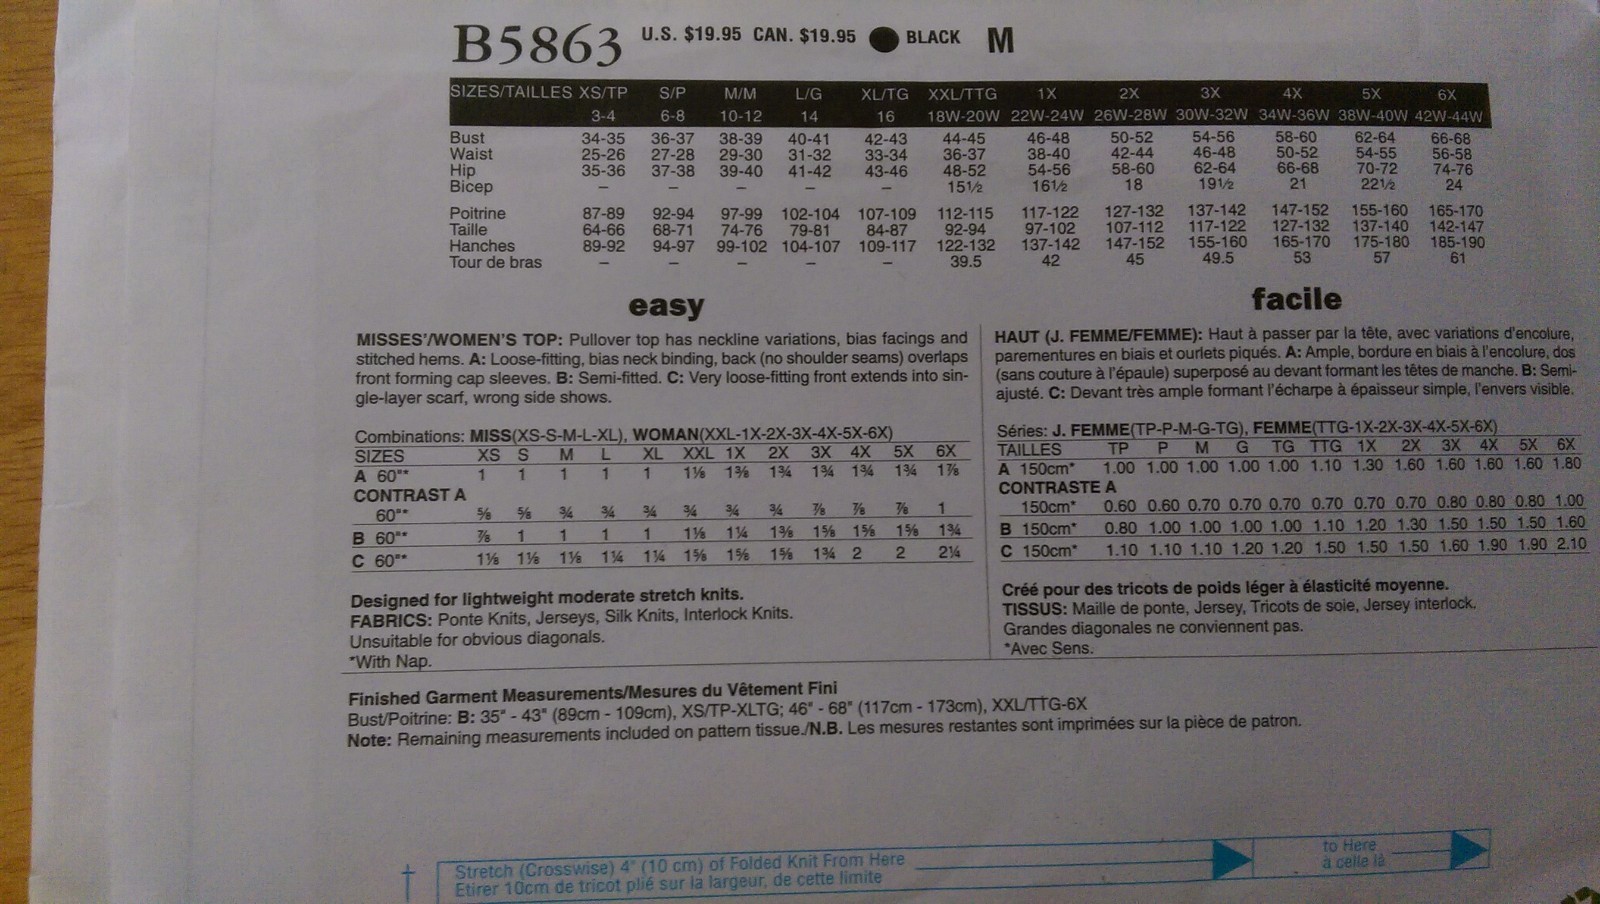 B5863 U.S. $19.95 CAN. $19.95 BLACK M
SIZES/TAILLES XS/TP S/P M/M L/G XL/TG XXL/TTG 1X 2X 3X 4X 5X 6X
3-4 6-8 10-12 14 16 18W-20W 22W-24W 26W-28W 30W-32W 34W-36W 38W-40W 42W-44W
Bust 34-35 36-37 38-39 40-41 42-43 44-45 46-48 50-52 54-56 58-60 62-64 66-68
Waist 25-26 27-28 29-30 31-32 33-34 36-37 38-40 42-44 46-48 50-52 54-55 56-58
Hip 35-36 37-38 39-40 41-42 43-46 48-52 54-56 58-60 62-64 66-68 70-72 74-76
Bicep – – – – – 15½ 16½ 18 19½ 21 22½ 24
Poitrine 87-89 92-94 97-99 102-104 107-109 112-115 117-122 127-132 137-142 147-152 155-160 165-170
Taille 64-66 68-71 74-76 79-81 84-87 92-94 97-102 107-112 117-122 127-132 137-140 142-147
Hanches 89-92 94-97 99-102 104-107 109-117 122-132 137-142 147-152 155-160 165-170 175-180 185-190
Tour de bras – – – – – 39.5 42 45 49.5 53 57 61
easy
MISSES'/WOMEN'S TOP: Pullover top has neckline variations, bias facings and
stitched hems. A: Loose-fitting, bias neck binding, back (no shoulder seams) overlaps
front forming cap sleeves. B: Semi-fitted. C: Very loose-fitting front extends into sin-
gle-layer scarf, wrong side shows.
Combinations: MISS(XS-S-M-L-XL), WOMAN(XXL-1X-2X-3X-4X-5X-6X)
SIZES XS S M L XL XXL 1X 2X 3X 4X 5X 6X
A 60"* 1 1 1 1 1 1⅛ 1⅜ 1¾ 1¾ 1¾ 1¾ 1⅞
CONTRAST A
60"* ⅝ ⅝ ¾ ¾ ¾ ¾ ¾ ¾ ⅞ ⅞ ⅞ 1
B 60"* ⅞ 1 1 1 1 1⅛ 1¼ 1⅜ 1⅝ 1⅝ 1⅝ 1¾
C 60"* 1⅛ 1⅛ 1⅛ 1¼ 1¼ 1⅝ 1⅝ 1⅝ 1¾ 2 2 2¼
Designed for lightweight moderate stretch knits.
FABRICS: Ponte Knits, Jerseys, Silk Knits, Interlock Knits.
Unsuitable for obvious diagonals.
*With Nap.
facile
HAUT (J. FEMME/FEMME): Haut à passer par la tête, avec variations d'encolure,
parementures en biais et ourlets piqués. A: Ample, bordure en biais à l'encolure, dos
(sans couture à l'épaule) superposé au devant formant les têtes de manche. B: Semi-
ajusté. C: Devant très ample formant l'écharpe à épaisseur simple, l'envers visible.
Séries: J. FEMME(TP-P-M-G-TG), FEMME(TTG-1X-2X-3X-4X-5X-6X)
TAILLES TP P M G TG TTG 1X 2X 3X 4X 5X 6X
A 150cm* 1.00 1.00 1.00 1.00 1.00 1.10 1.30 1.60 1.60 1.60 1.60 1.80
CONTRASTE A
150cm* 0.60 0.60 0.70 0.70 0.70 0.70 0.70 0.70 0.80 0.80 0.80 1.00
B 150cm* 0.80 1.00 1.00 1.00 1.00 1.10 1.20 1.30 1.50 1.50 1.50 1.60
C 150cm* 1.10 1.10 1.10 1.20 1.20 1.50 1.50 1.50 1.60 1.90 1.90 2.10
Créé pour des tricots de poids léger à élasticité moyenne.
TISSUS: Maille de ponte, Jersey, Tricots de soie, Jersey interlock.
Grandes diagonales ne conviennent pas.
*Avec Sens.
Finished Garment Measurements/Mesures du Vêtement Fini
Bust/Poitrine: B: 35" - 43" (89cm - 109cm), XS/TP-XLTG; 46" - 68" (117cm - 173cm), XXL/TTG-6X
Note: Remaining measurements included on pattern tissue./N.B. Les mesures restantes sont imprimées sur la pièce de patron.
Stretch (Crosswise) 4" (10 cm) of Folded Knit From Here
Etirer 10cm de tricot plié sur la largeur, de cette limite
to Here
à celle là